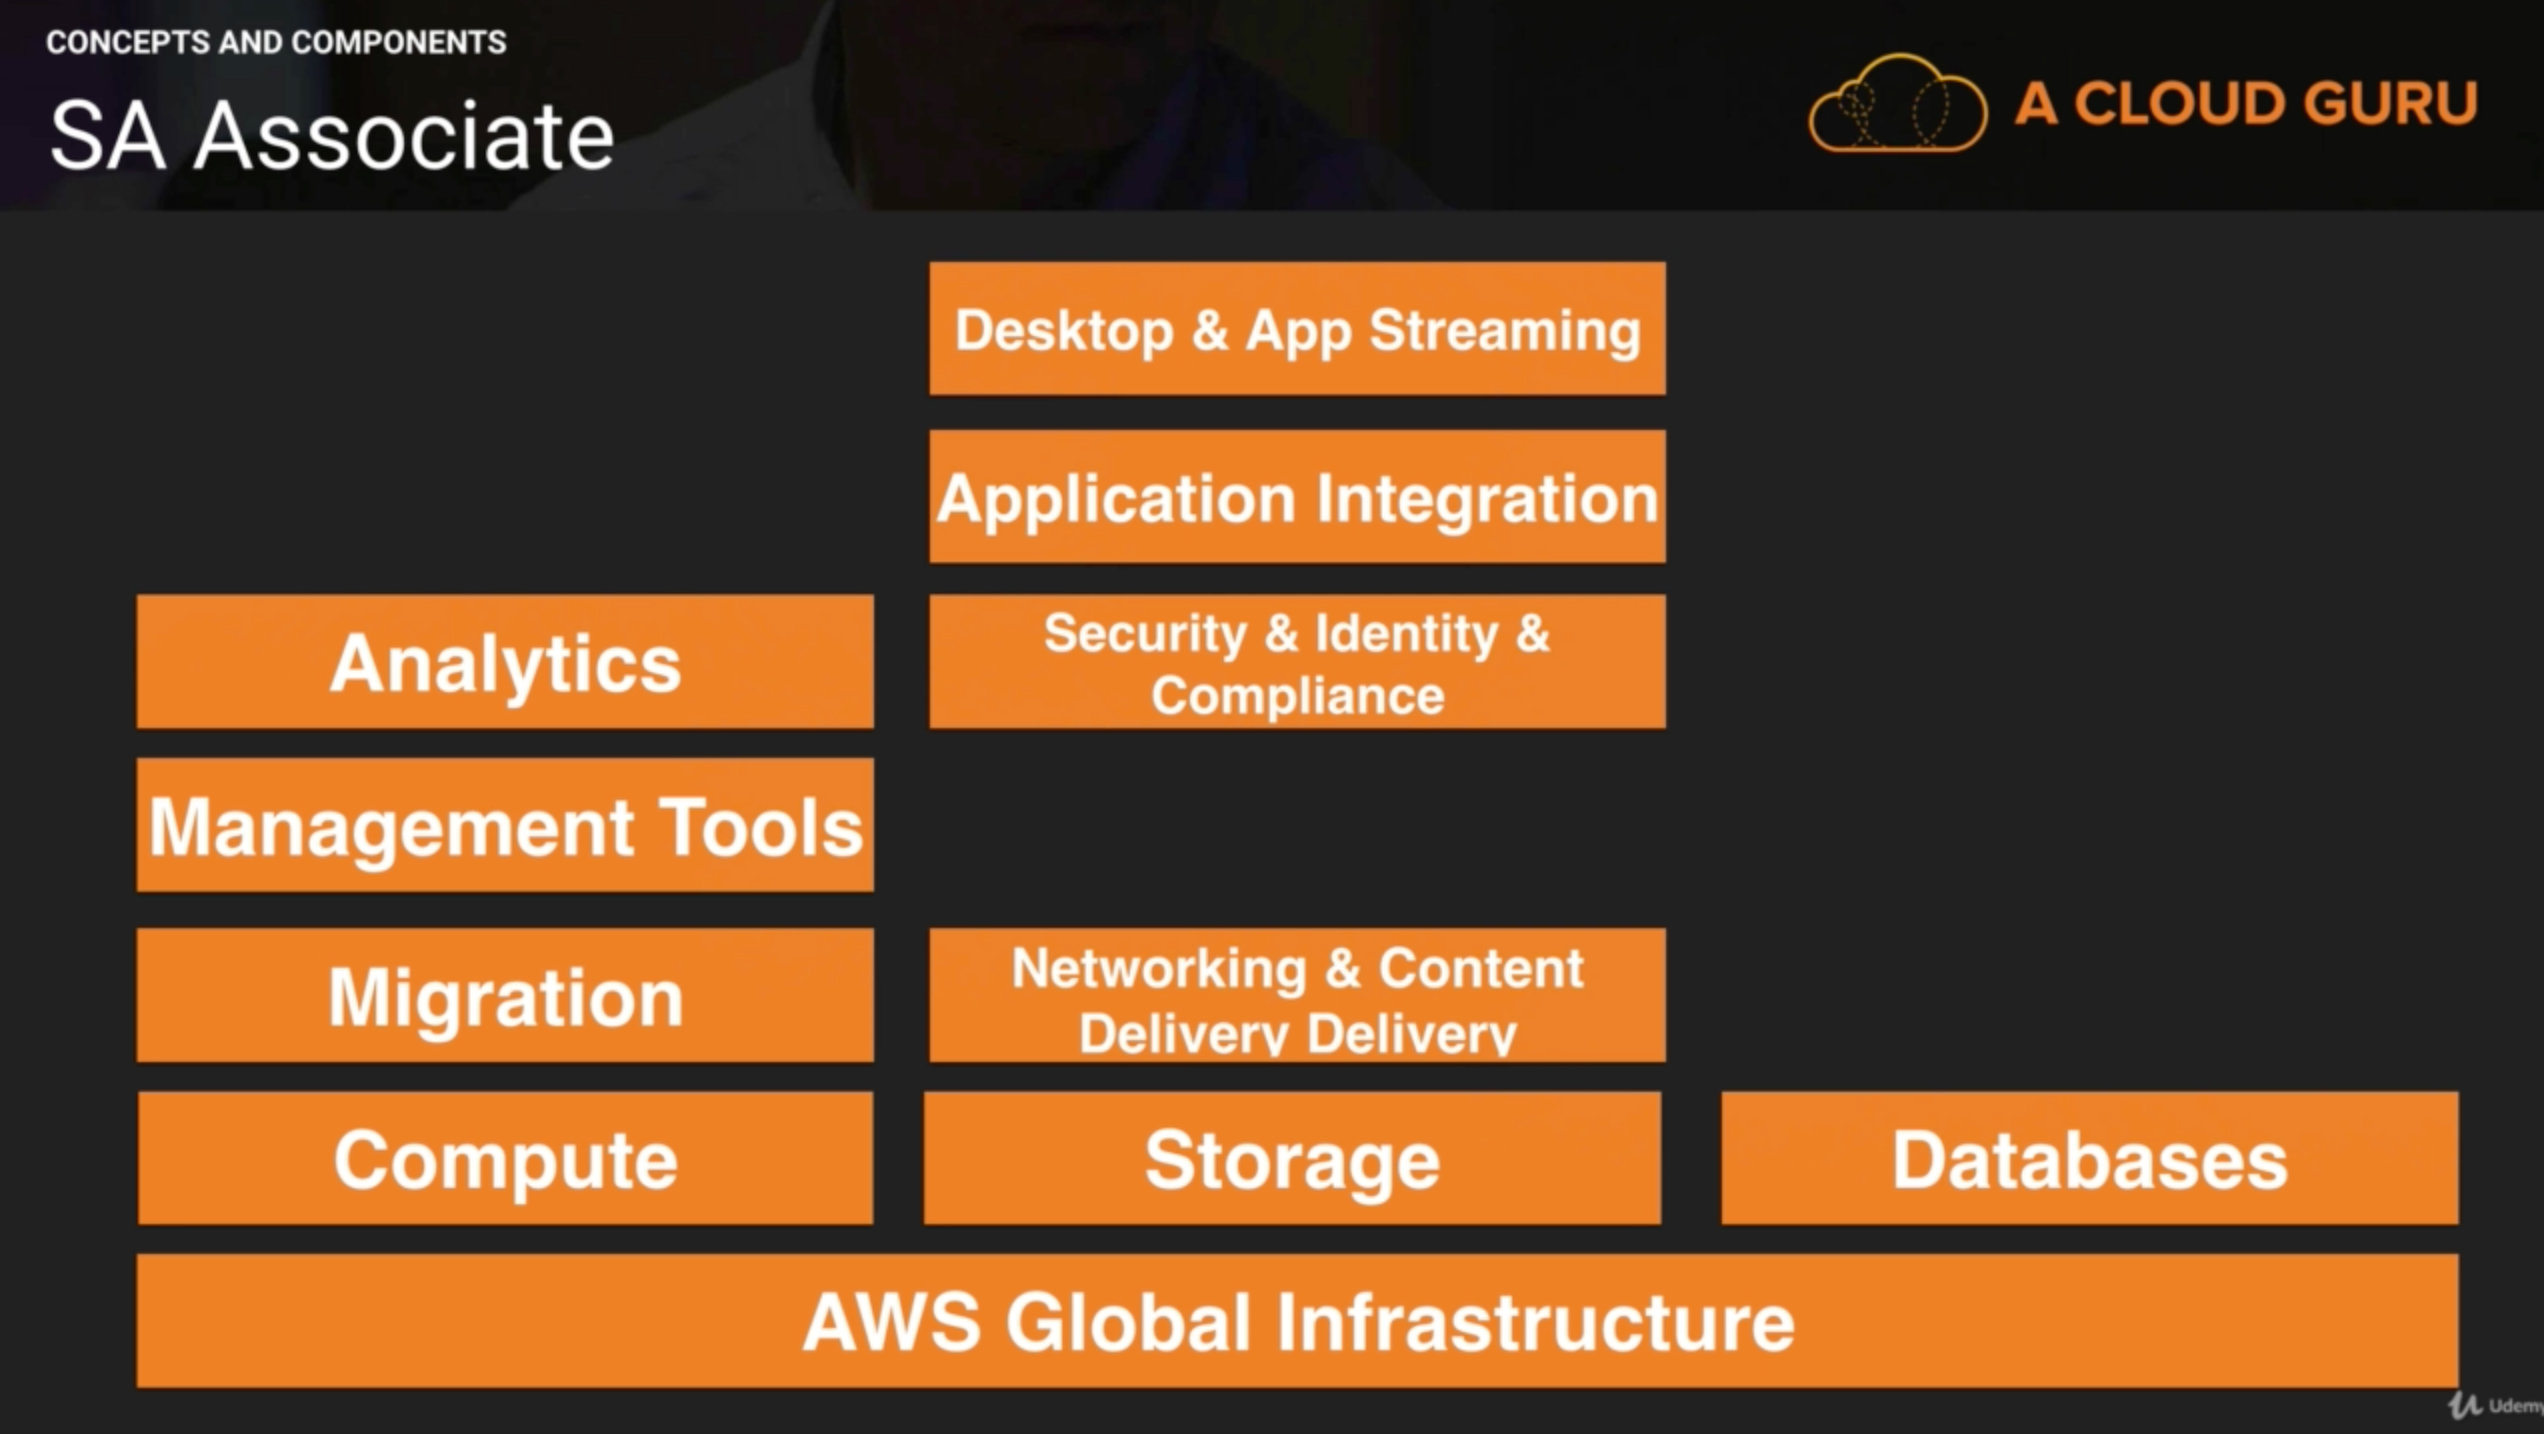 CONCEPTS AND COMPONENTS
SA Associate
A CLOUD GURU
Desktop & App Streaming
Application Integration
Analytics
Security & Identity &
Compliance
Management Tools
Migration
Networking & Content
Delivery Delivery
Compute
Storage
Databases
AWS Global Infrastructure
Udemy